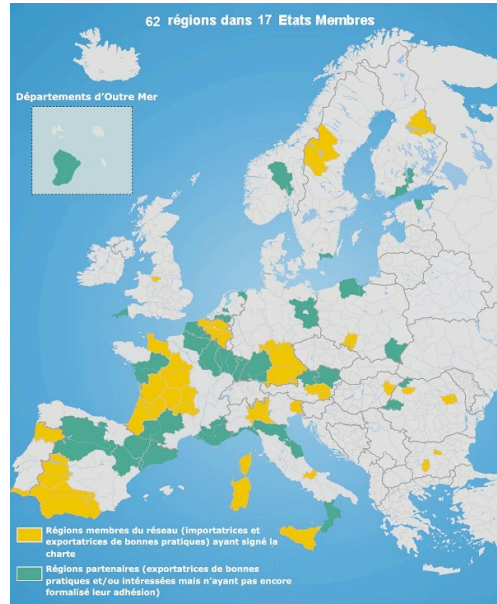 62 régions dans 17 Etats Membres
Départements d'Outre Mer
Régions membres du réseau (importatrices et
exportatrices de bonnes pratiques) ayant signé la
charte
Régions partenaires (exportatrices de bonnes
pratiques et/ou intéressées mais n'ayant pas encore
formalisé leur adhésion)